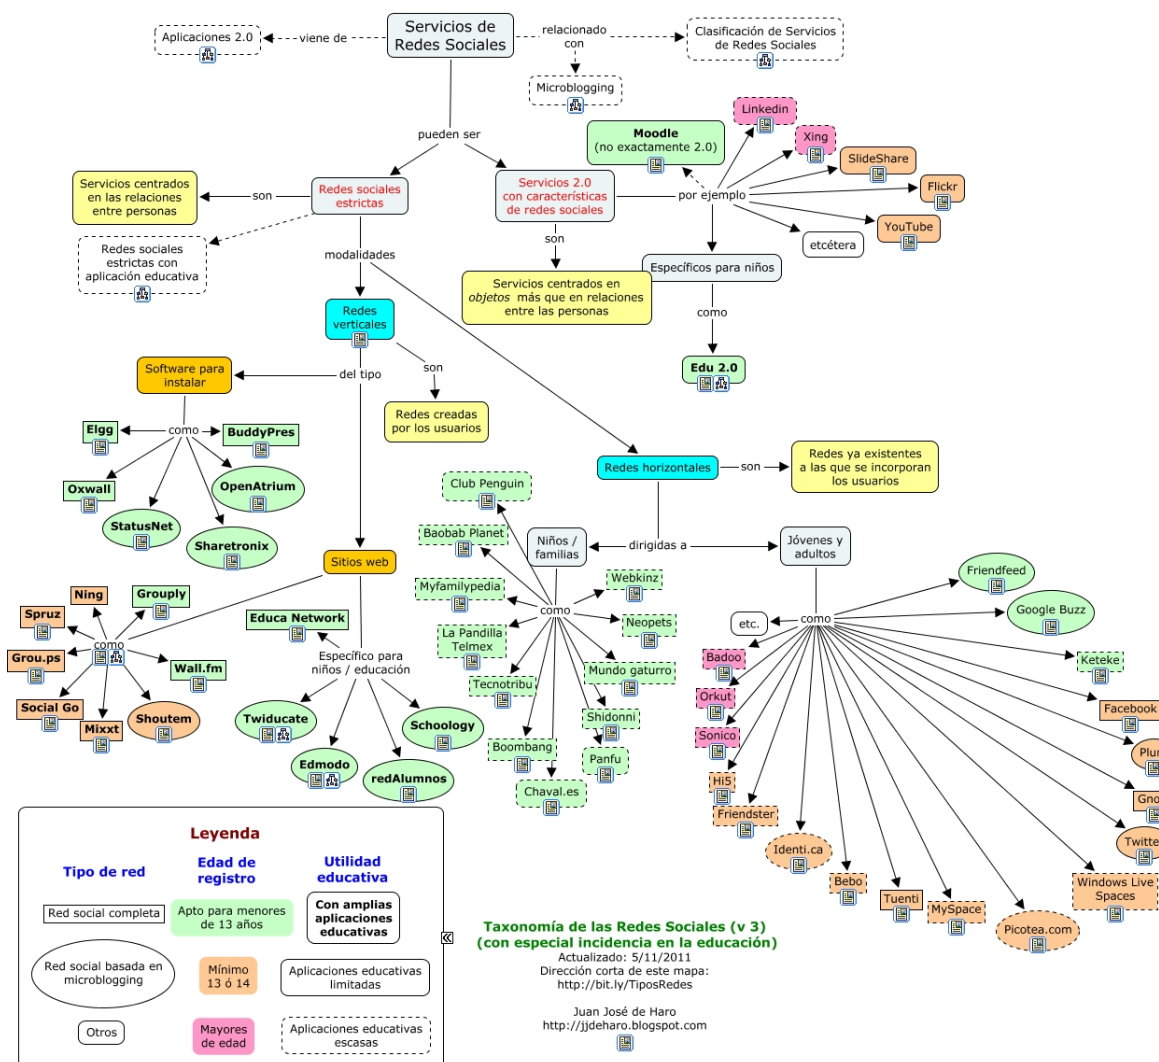 Servicios de
Redes Sociales
Aplicaciones 2.0
viene de
relacionado
con
Clasificación de Servicios
de Redes Sociales
Microblogging
pueden ser
Linkedin
Moodle
(no exactamente 2.0)
Xing
SlideShare
Flickr
YouTube
etcétera
por ejemplo
Servicios centrados
en las relaciones
entre personas
son
Redes sociales
estrictas
Servicios 2.0
con características
de redes sociales
Redes sociales
estrictas con
aplicación educativa
modalidades
son
Específicos para niños
Servicios centrados en
objetos más que en relaciones
entre las personas
como
Edu 2.0
Redes
verticales
Software para
instalar
del tipo
son
Redes creadas
por los usuarios
Elgg
como
BuddyPres
Oxwall
OpenAtrium
StatusNet
Sharetronix
Redes horizontales
son
Redes ya existentes
a las que se incorporan
los usuarios
Club Penguin
Baobab Planet
Niños /
familias
dirigidas a
Jóvenes y
adultos
Sitios web
Ning
Grouply
Spruz
como
Grou.ps
Wall.fm
Social Go
Mixxt
Shoutem
Educa Network
Específico para
niños / educación
Twiducate
Schoology
Edmodo
redAlumnos
Myfamilypedia
Webkinz
como
Neopets
La Pandilla
Telmex
Mundo gaturro
Tecnotribu
Shidonni
Boombang
Panfu
Chaval.es
Friendfeed
Google Buzz
etc.
como
Badoo
Keteke
Orkut
Facebook
Sonico
Plur
Hi5
Gno
Friendster
Twitte
Identi.ca
Bebo
Tuenti
MySpace
Picotea.com
Windows Live
Spaces
Leyenda
Tipo de red
Edad de
registro
Utilidad
educativa
Red social completa
Apto para menores
de 13 años
Con amplias
aplicaciones
educativas
Red social basada en
microblogging
Mínimo
13 ó 14
Aplicaciones educativas
limitadas
Otros
Mayores
de edad
Aplicaciones educativas
escasas
Taxonomía de las Redes Sociales (v 3)
(con especial incidencia en la educación)
Actualizado: 5/11/2011
Dirección corta de este mapa:
http://bit.ly/TiposRedes
Juan José de Haro
http://jjdeharo.blogspot.com